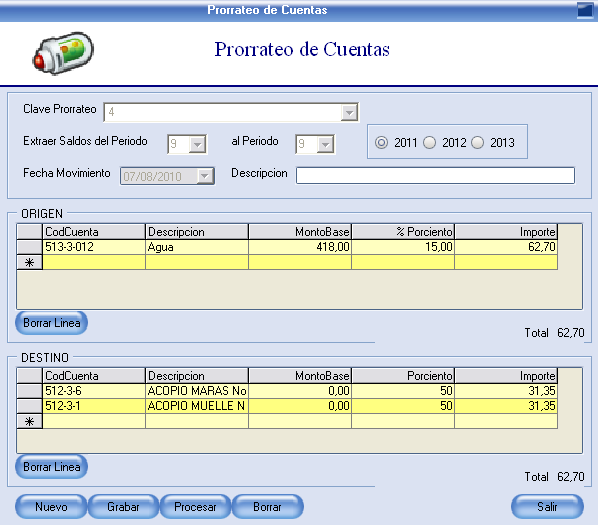 Prorrateo de Cuentas
Prorrateo de Cuentas
Clave Prorrateo 4
Extraer Saldos del Periodo 9 al Periodo 9 2011 2012 2013
Fecha Movimiento 07/08/2010 Descripcion
ORIGEN
CodCuenta Descripcion MontoBase % Porciento Importe
513-3-012 Agua 418,00 15,00 62,70
Borrar Linea
Total 62,70
DESTINO
CodCuenta Descripcion MontoBase Porciento Importe
512-3-6 ACOPIO MARAS No 0,00 50 31,35
512-3-1 ACOPIO MUELLE N 0,00 50 31,35
Borrar Linea
Total 62,70
Nuevo Grabar Procesar Borrar Salir